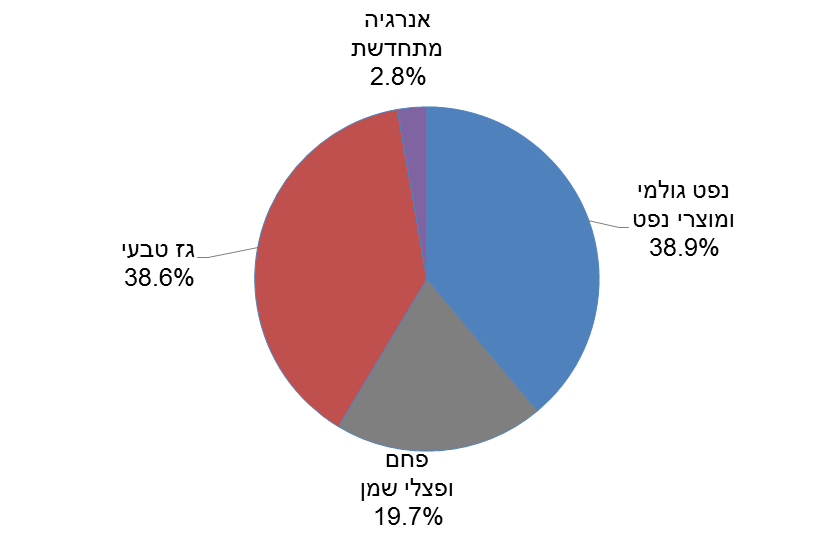 אנרגיה
מתחדשת
2.8%
נפט גולמי
ומוצרי נפט
38.9%
גז טבעי
38.6%
פחם
ופצלי שמן
19.7%